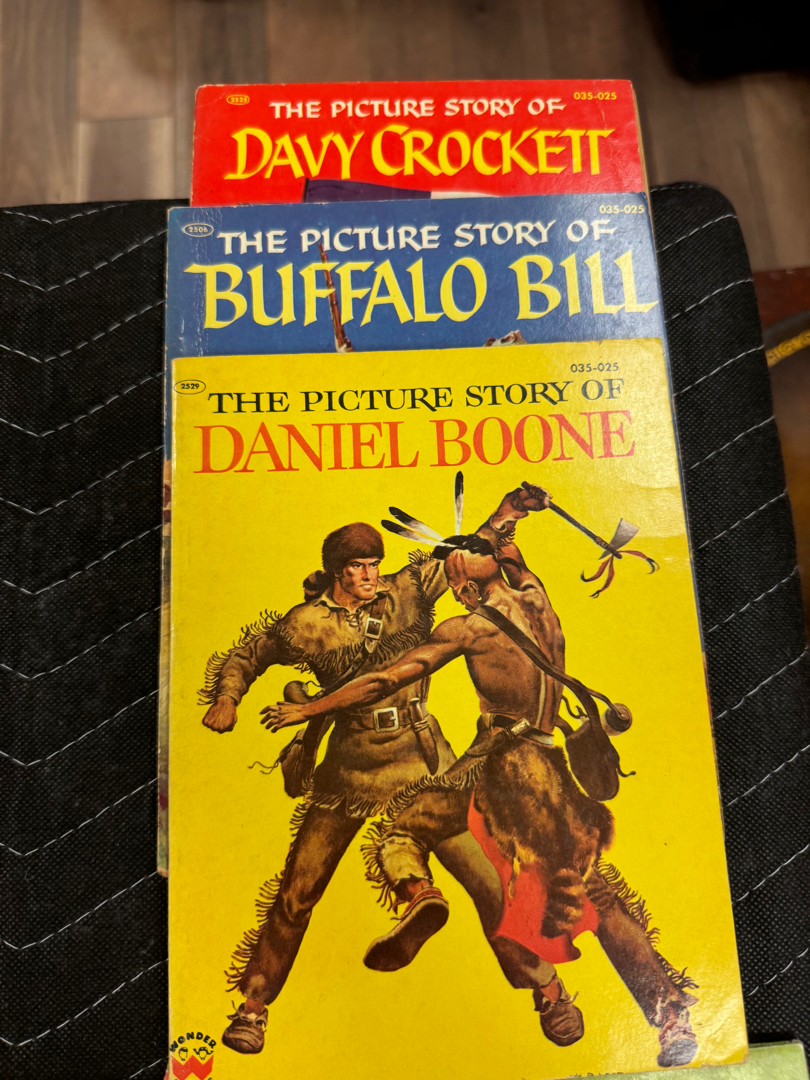 2525 035-025
THE PICTURE STORY OF
DAVY CROCKETT
2506 035-025
THE PICTURE STORY OF
BUFFALO BILL
2529 035-025
THE PICTURE STORY OF
DANIEL BOONE
WONDER
W